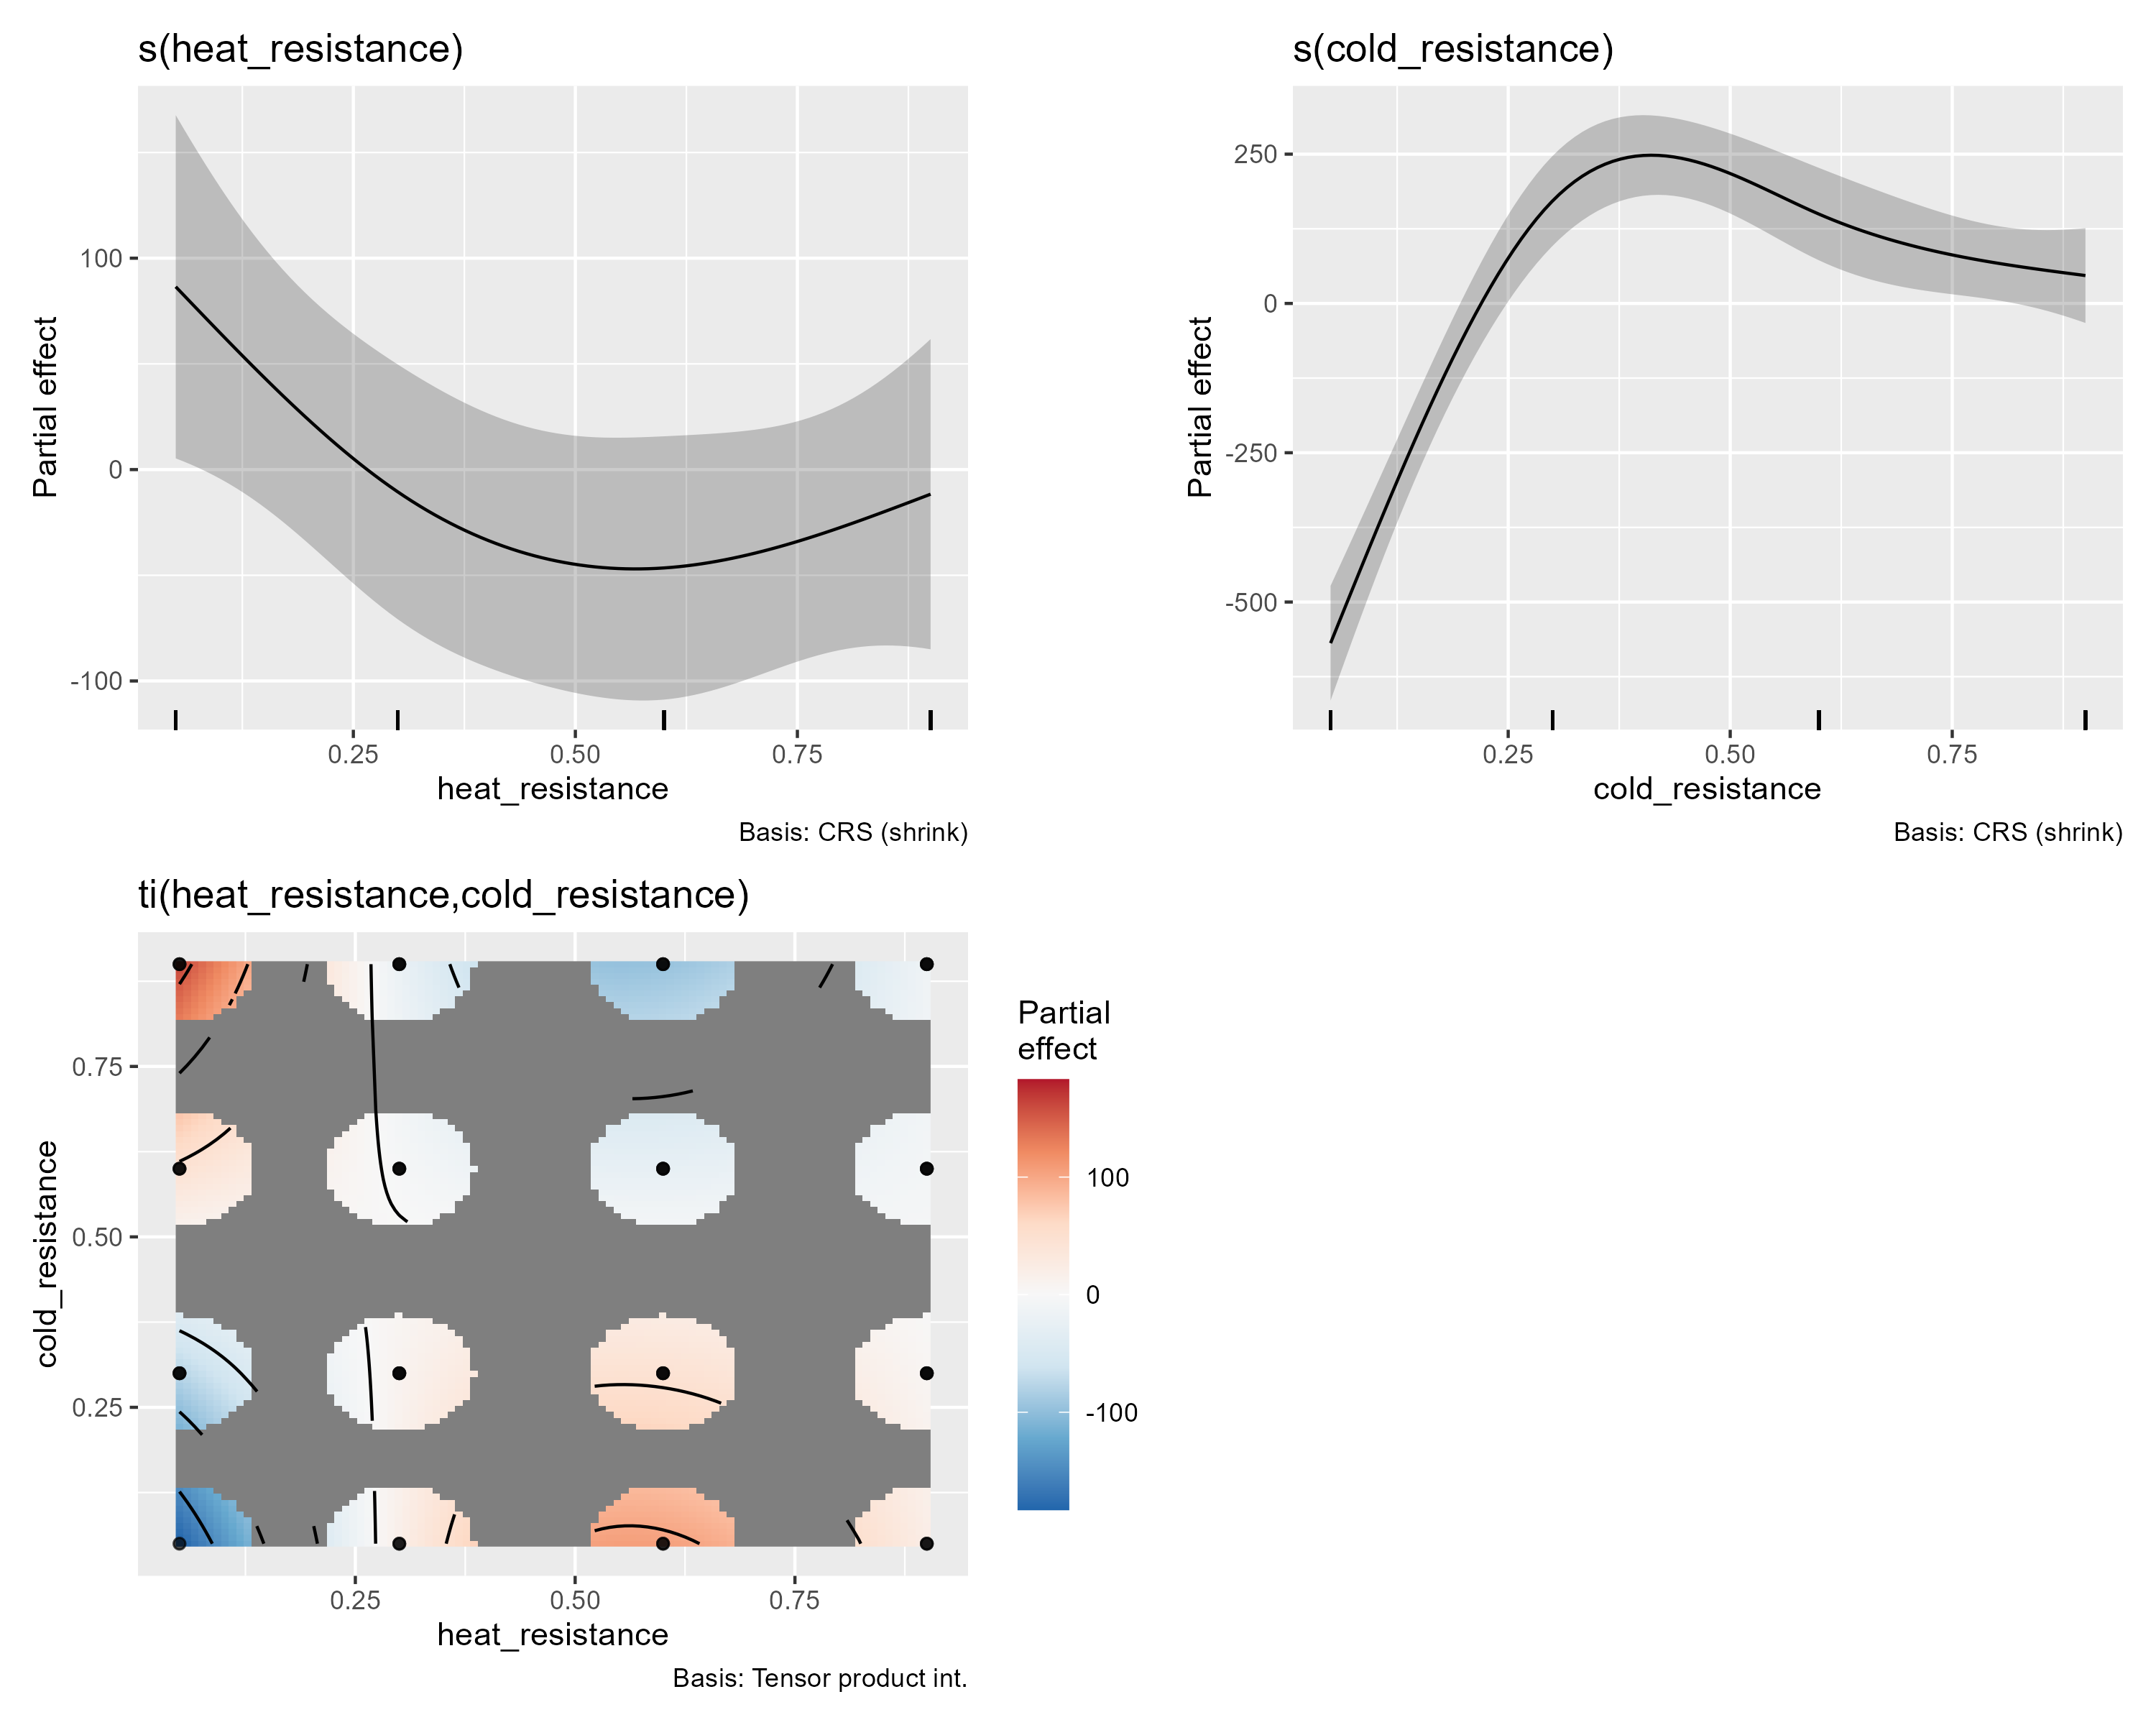 s(heat_resistance)
Partial effect
100
0
-100
0.25 0.50 0.75
heat_resistance
Basis: CRS (shrink)
s(cold_resistance)
Partial effect
250
0
-250
-500
0.25 0.50 0.75
cold_resistance
Basis: CRS (shrink)
ti(heat_resistance,cold_resistance)
cold_resistance
0.75
0.50
0.25
0.25 0.50 0.75
heat_resistance
Basis: Tensor product int.
Partial
effect
100
0
-100